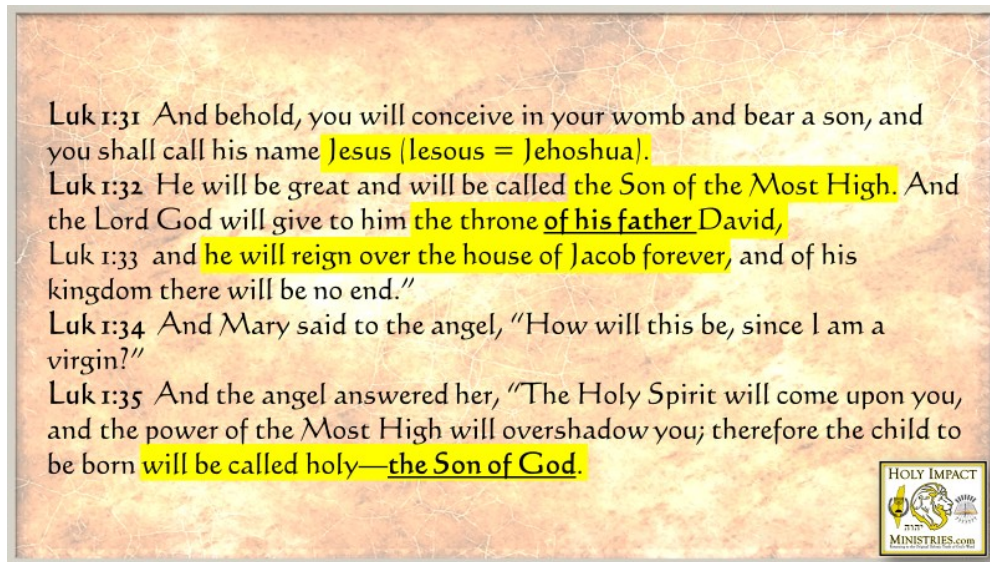 Luk 1:31 And behold, you will conceive in your womb and bear a son, and
you shall call his name Jesus (Iesous = Jehoshua).
Luk 1:32 He will be great and will be called the Son of the Most High. And
the Lord God will give to him the throne of his father David,
Luk 1:33 and he will reign over the house of Jacob forever, and of his
kingdom there will be no end.”
Luk 1:34 And Mary said to the angel, “How will this be, since I am a
virgin?”
Luk 1:35 And the angel answered her, “The Holy Spirit will come upon you,
and the power of the Most High will overshadow you; therefore the child to
be born will be called holy—the Son of God.
HOLY IMPACT
יהוה
MINISTRIES.com